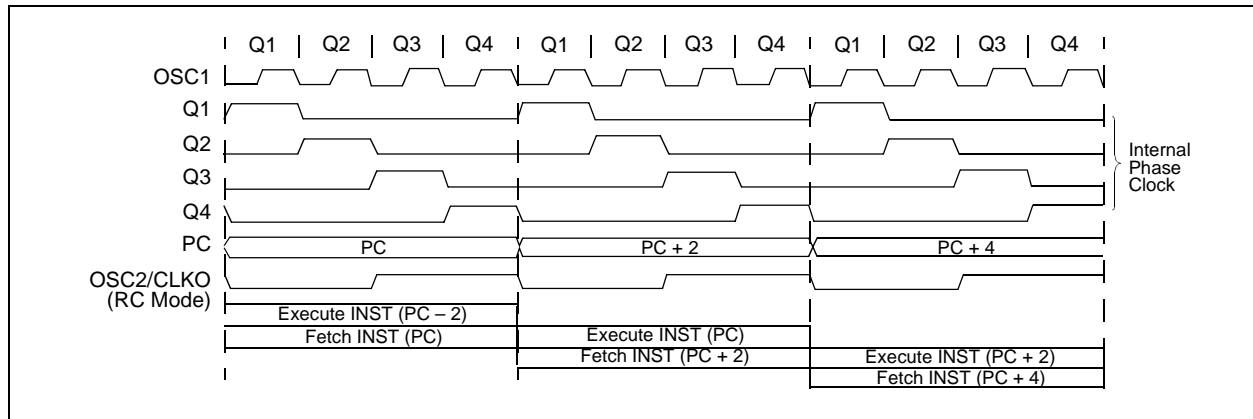 Q1 Q2 Q3 Q4 Q1 Q2 Q3 Q4 Q1 Q2 Q3 Q4
OSC1
Q1
Q2
Q3
Q4
Internal
Phase
Clock
PC PC PC + 2 PC + 4
OSC2/CLKO
(RC Mode)
Execute INST (PC – 2)
Fetch INST (PC) Execute INST (PC)
Fetch INST (PC + 2) Execute INST (PC + 2)
Fetch INST (PC + 4)